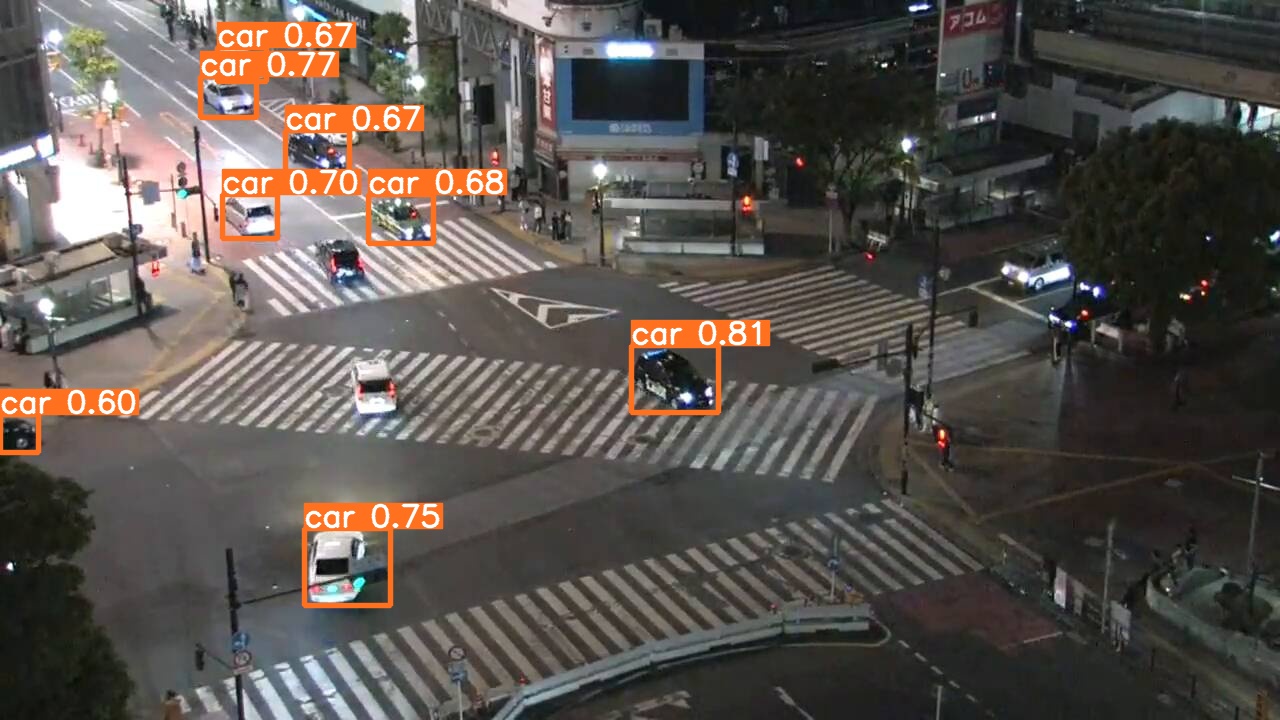 car 0.67
car 0.77
car 0.67
car 0.70
car 0.68
car 0.81
car 0.60
car 0.75
アコム